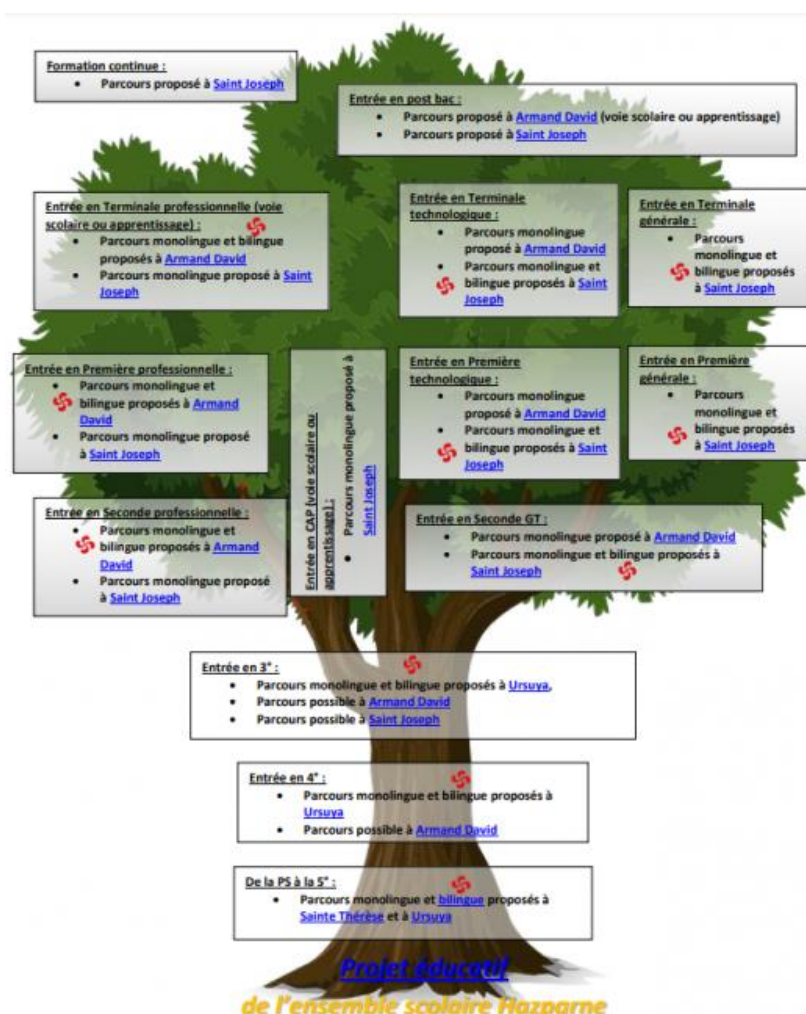 Formation continue :
• Parcours proposé à Saint Joseph
Entrée en post bac :
• Parcours proposé à Armand David (voie scolaire ou apprentissage)
• Parcours proposé à Saint Joseph
Entrée en Terminale professionnelle (voie
scolaire ou apprentissage) :
• Parcours monolingue et bilingue
proposés à Armand David
• Parcours monolingue proposé à Saint
Joseph
Entrée en Terminale
technologique :
• Parcours monolingue
proposé à Armand David
• Parcours monolingue et
bilingue proposés à Saint
Joseph
Entrée en Terminale
générale :
• Parcours
monolingue et
bilingue proposés
à Saint Joseph
Entrée en Première professionnelle :
• Parcours monolingue et
bilingue proposés à Armand
David
• Parcours monolingue proposé
à Saint Joseph
Entrée en CAP (voie scolaire ou
apprentissage) :
• Parcours monolingue proposé à
Saint Joseph
Entrée en Première
technologique :
• Parcours monolingue
proposé à Armand David
• Parcours monolingue et
bilingue proposés à Saint
Joseph
Entrée en Première
générale :
• Parcours
monolingue et
bilingue proposés
à Saint Joseph
Entrée en Seconde professionnelle :
• Parcours monolingue et
bilingue proposés à Armand
David
• Parcours monolingue proposé
à Saint Joseph
Entrée en Seconde GT :
• Parcours monolingue proposé à Armand David
• Parcours monolingue et bilingue proposés à
Saint Joseph
Entrée en 3° :
• Parcours monolingue et bilingue proposés à Ursuya,
• Parcours possible à Armand David
• Parcours possible à Saint Joseph
Entrée en 4° :
• Parcours monolingue et bilingue proposés à
Ursuya
• Parcours possible à Armand David
De la PS à la 5° :
• Parcours monolingue et bilingue proposés à
Sainte Thérèse et à Ursuya
Projet éducatif
de l'ensemble scolaire Hazparne